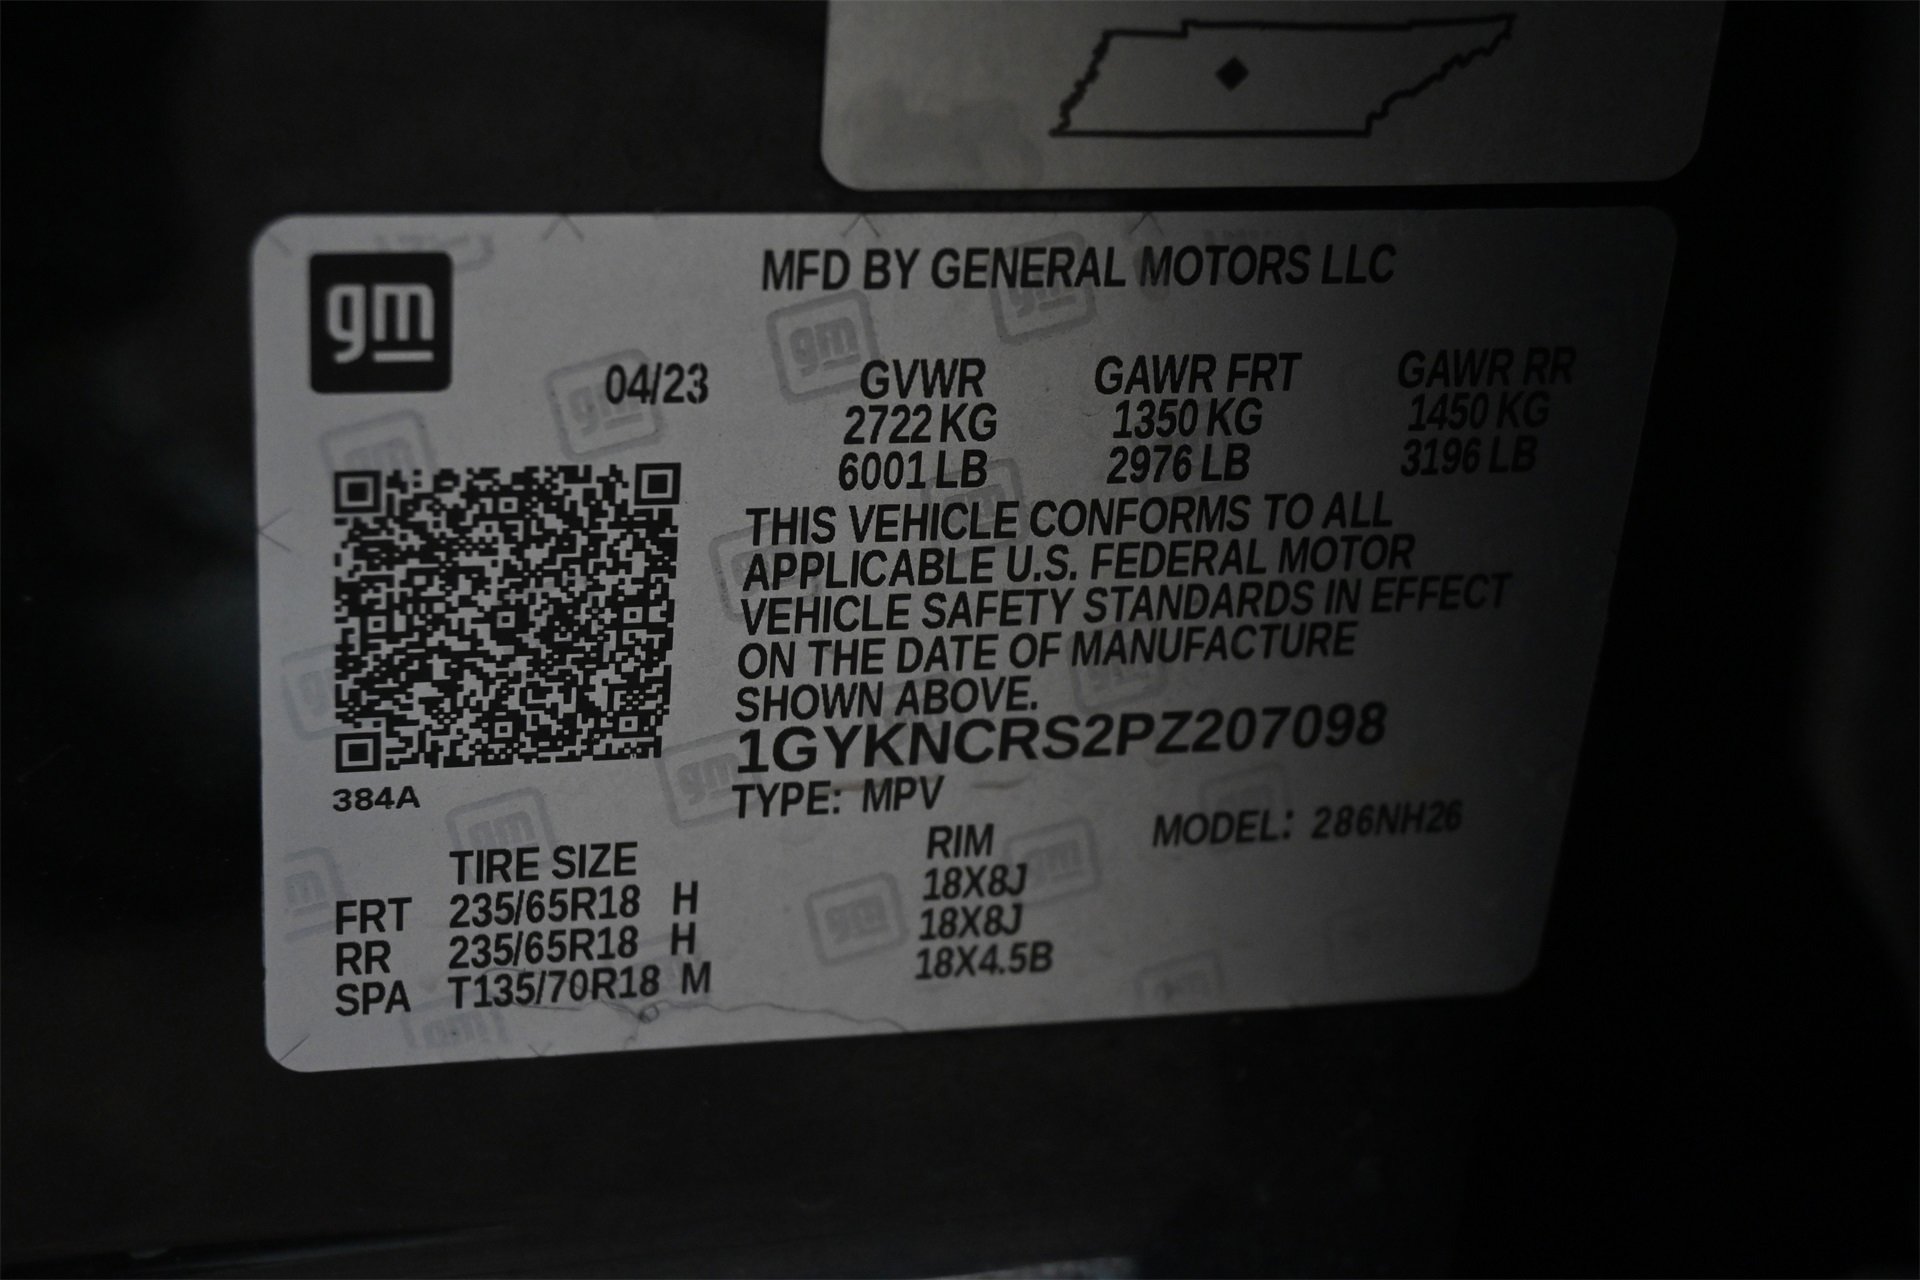 gm
MFD BY GENERAL MOTORS LLC
04/23
GVWR GAWR FRT GAWR RR
2722 KG 1350 KG 1450 KG
6001 LB 2976 LB 3196 LB
THIS VEHICLE CONFORMS TO ALL
APPLICABLE U.S. FEDERAL MOTOR
VEHICLE SAFETY STANDARDS IN EFFECT
ON THE DATE OF MANUFACTURE
SHOWN ABOVE.
1GYKNCRS2PZ207098
384A
TYPE: MPV
MODEL: 286NH26
TIRE SIZE RIM
FRT 235/65R18 H 18X8J
RR 235/65R18 H 18X8J
SPA T135/70R18 M 18X4.5B